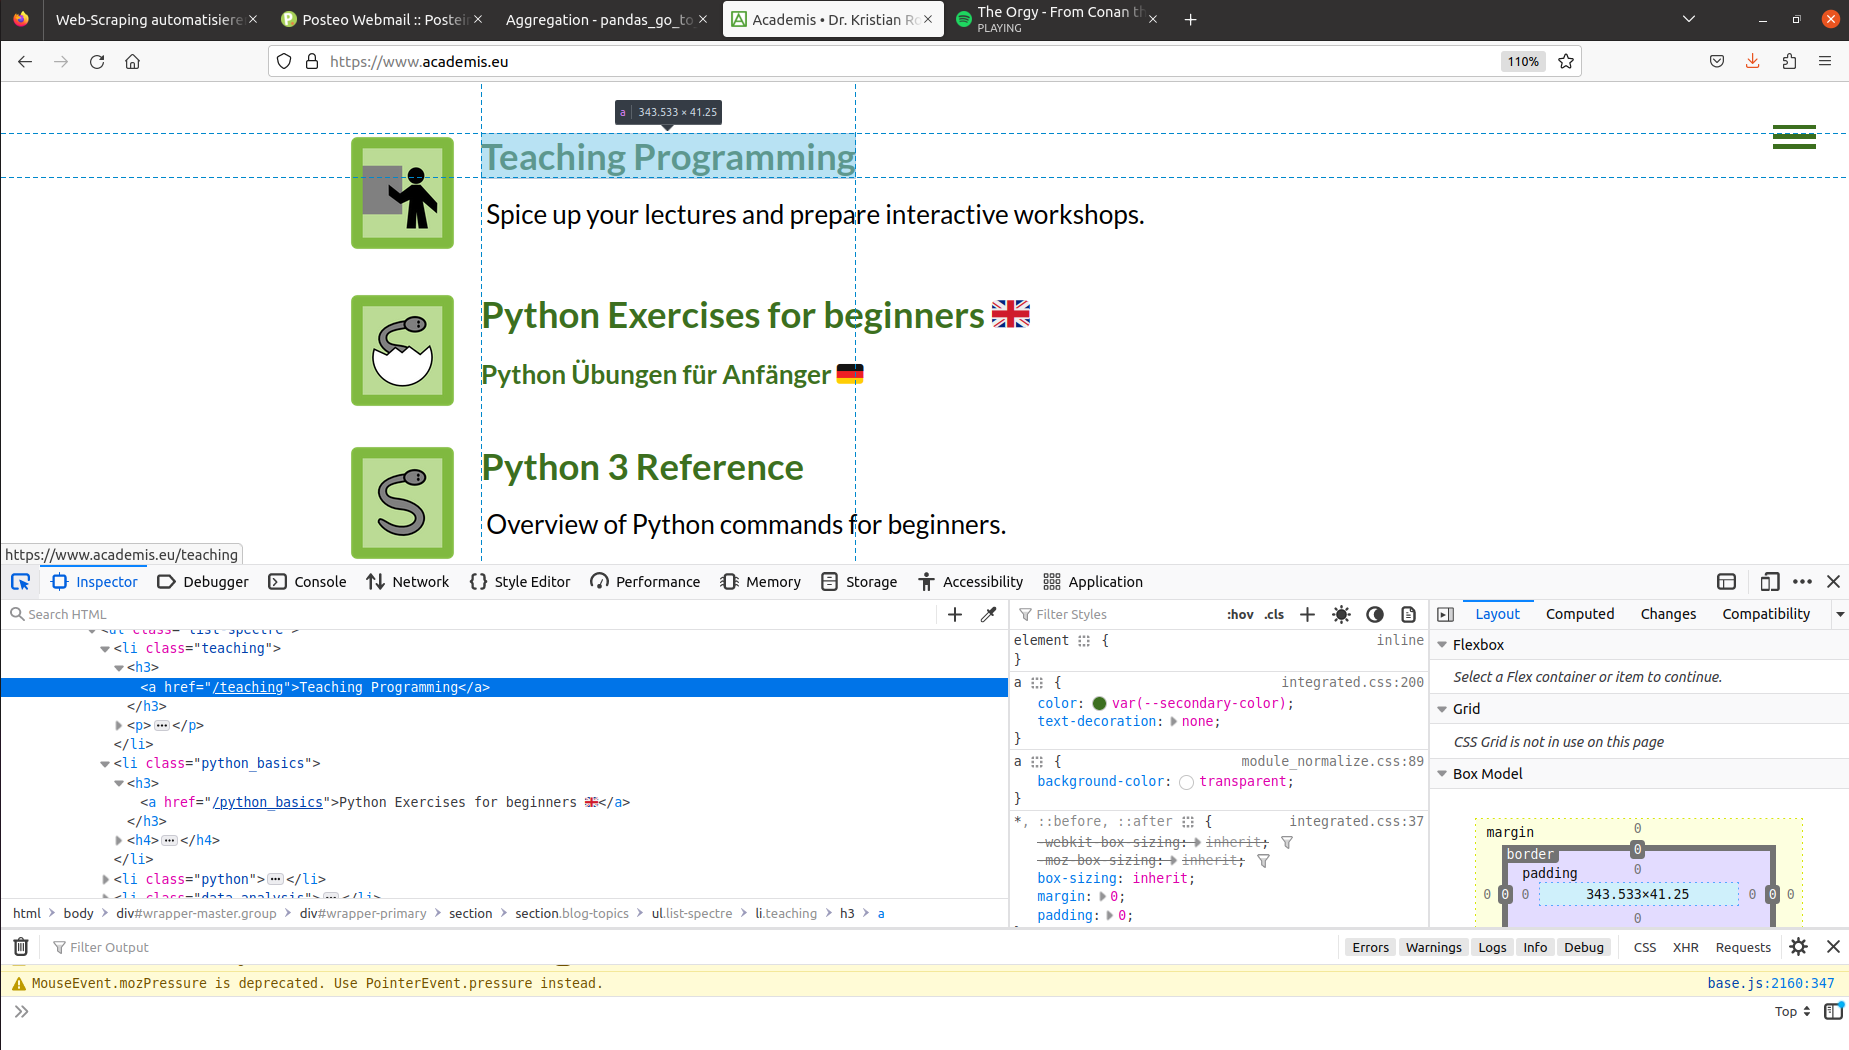 Web-Scraping automatisiere
Posteo Webmail :: Postein
Aggregation - pandas_go_to
Academis • Dr. Kristian Ro
The Orgy - From Conan th
PLAYING
https://www.academis.eu
110%
a 343.533 × 41.25
Teaching Programming
Spice up your lectures and prepare interactive workshops.
Python Exercises for beginners 🇬🇧
Python Übungen für Anfänger 🇩🇪
Python 3 Reference
Overview of Python commands for beginners.
https://www.academis.eu/teaching
Inspector Debugger Console Network Style Editor Performance Memory Storage Accessibility Application
Search HTML
<ul class="list-spectre">
<li class="teaching">
<h3>
<a href="/teaching">Teaching Programming</a>
</h3>
<p>…</p>
</li>
<li class="python_basics">
<h3>
<a href="/python_basics">Python Exercises for beginners 🇬🇧</a>
</h3>
<h4>…</h4>
</li>
<li class="python">…</li>
<li class="data_analysis">…</li>
html body div#wrapper-master.group div#wrapper-primary section section.blog-topics ul.list-spectre li.teaching h3 a
Filter Styles :hov .cls
element { inline
}
a { integrated.css:200
color: var(--secondary-color);
text-decoration: none;
}
a { module_normalize.css:89
background-color: transparent;
}
*, ::before, ::after { integrated.css:37
-webkit-box-sizing: inherit;
-moz-box-sizing: inherit;
box-sizing: inherit;
margin: 0;
padding: 0;
Layout Computed Changes Compatibility
Flexbox
Select a Flex container or item to continue.
Grid
CSS Grid is not in use on this page
Box Model
margin 0
border 0
padding 0
0 0 0 343.533×41.25 0 0 0
0
Filter Output
Errors Warnings Logs Info Debug CSS XHR Requests
MouseEvent.mozPressure is deprecated. Use PointerEvent.pressure instead. base.js:2160:347
Top